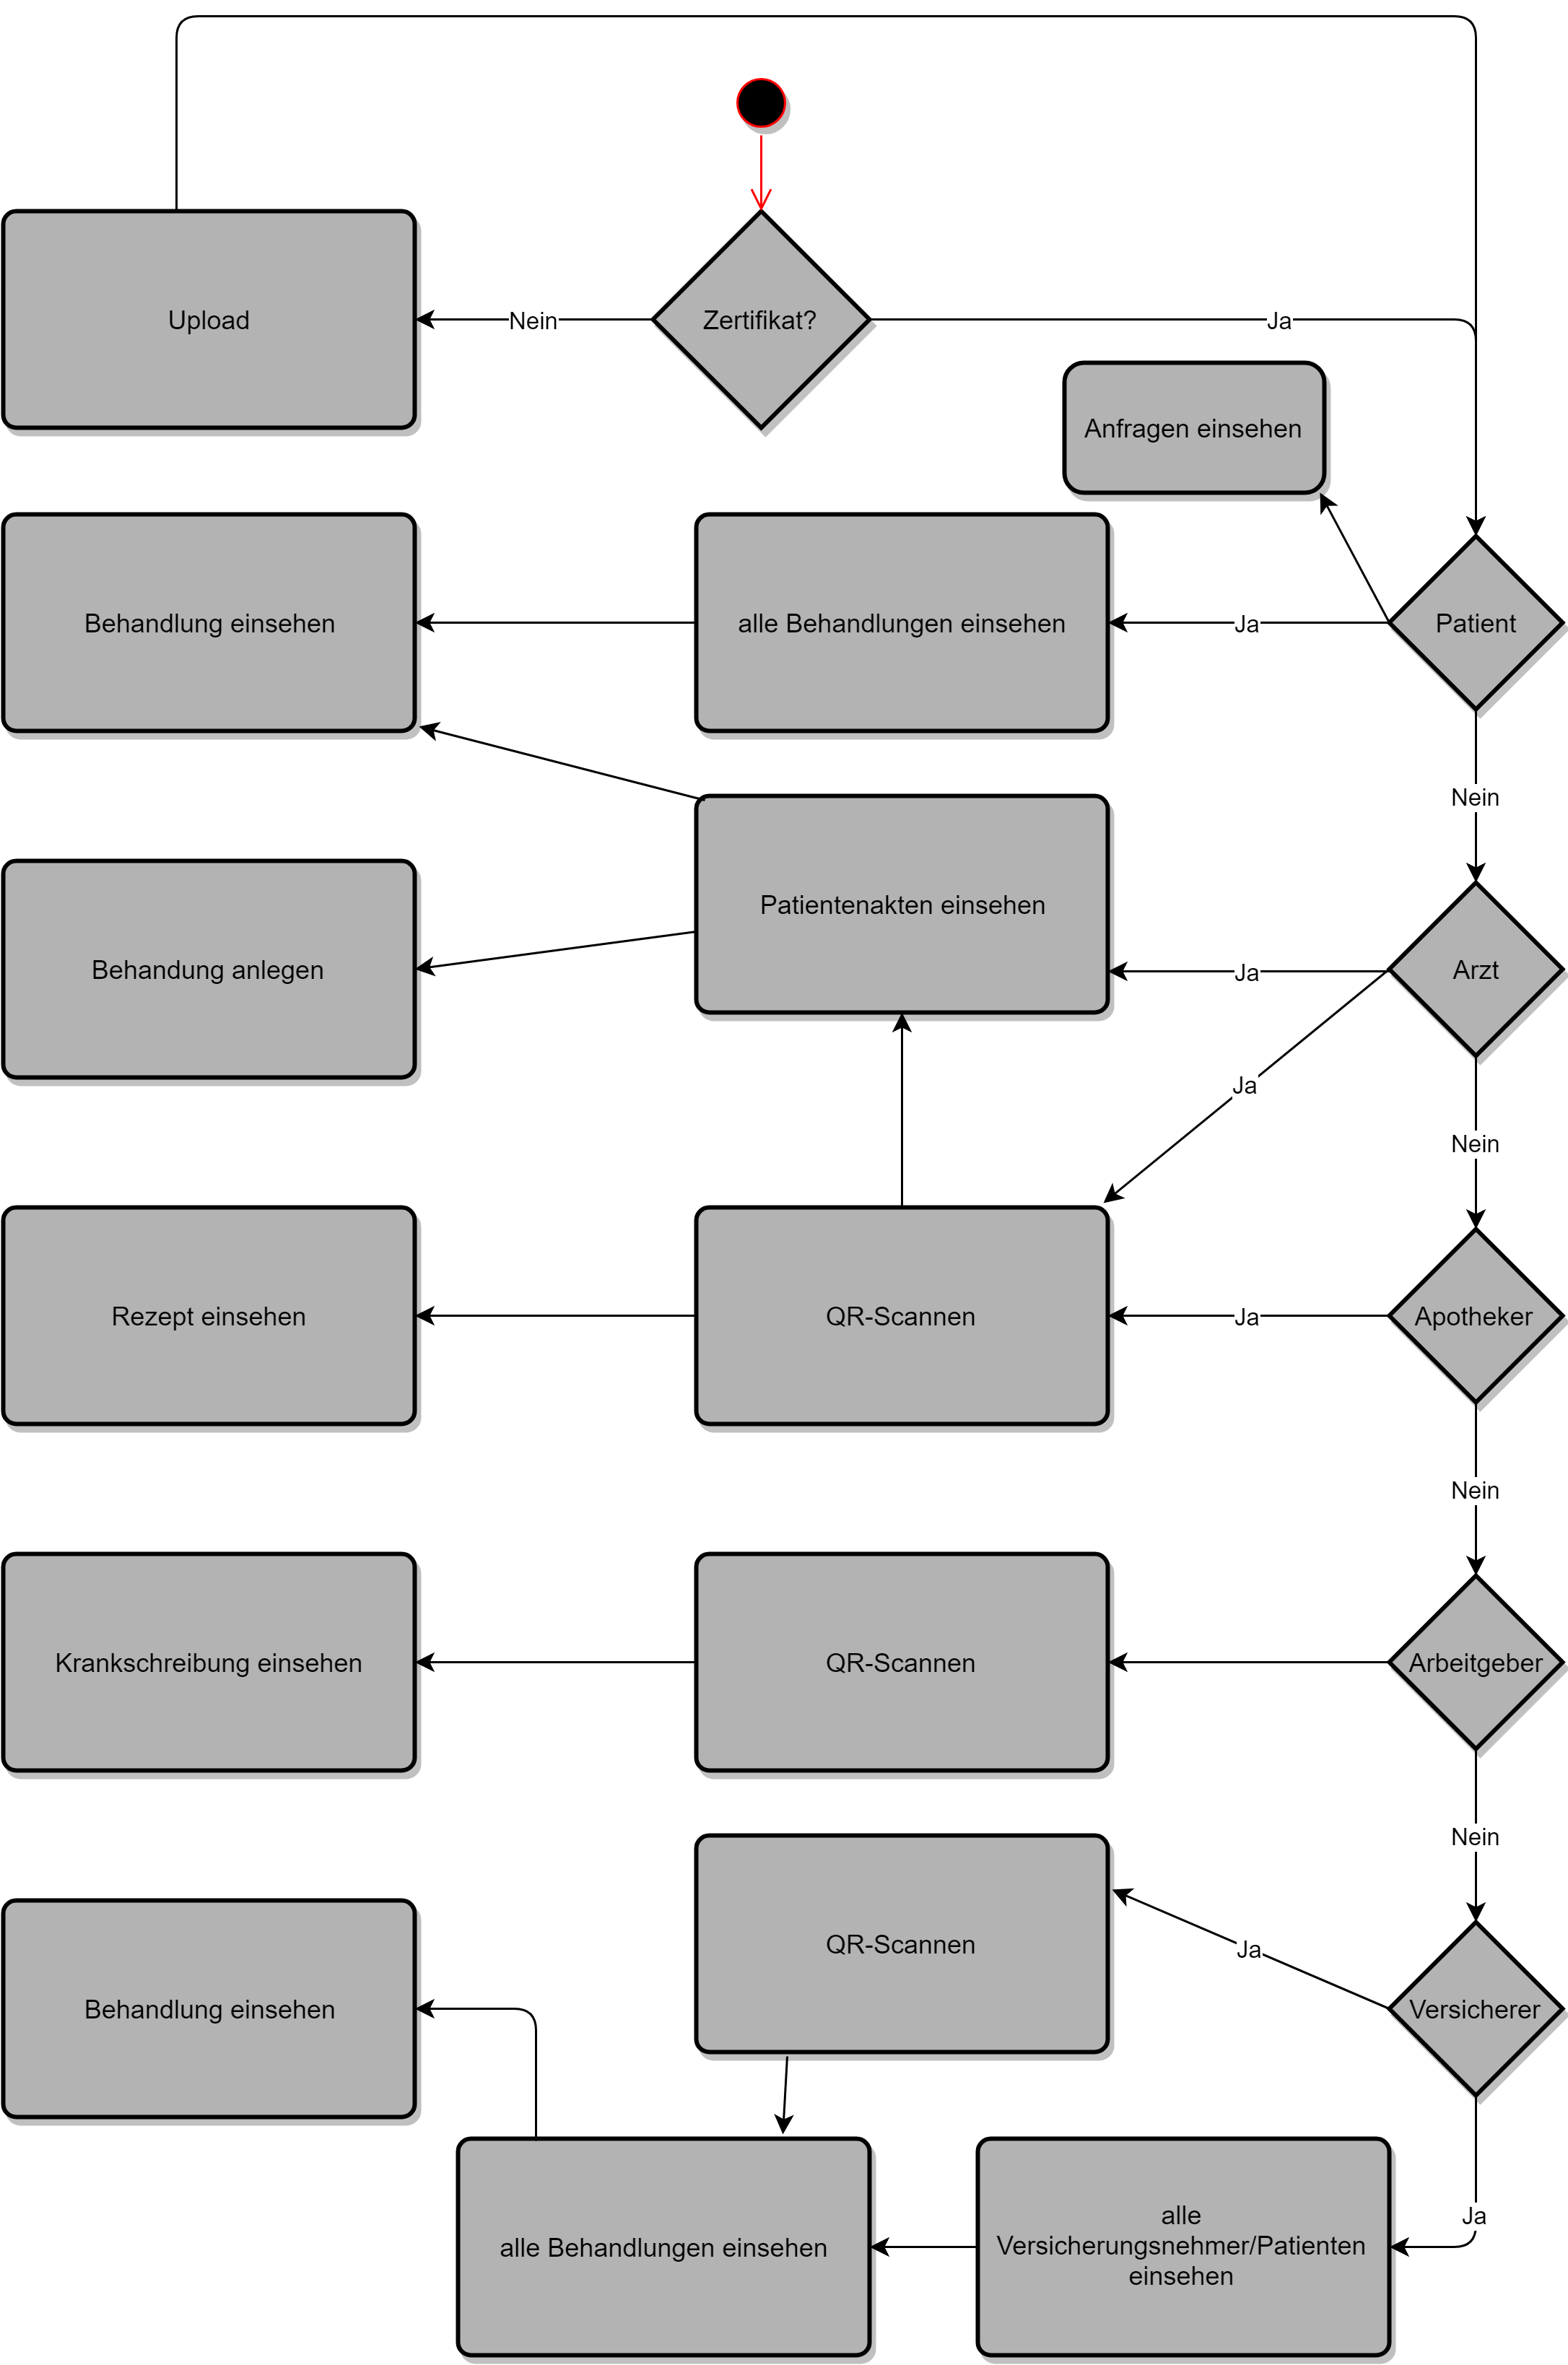 Upload
Nein
Zertifikat?
Ja
Anfragen einsehen
Behandlung einsehen
alle Behandlungen einsehen
Ja
Patient
Nein
Patientenakten einsehen
Behandung anlegen
Ja
Arzt
Ja
Nein
Rezept einsehen
QR-Scannen
Ja
Apotheker
Nein
Krankschreibung einsehen
QR-Scannen
Arbeitgeber
Nein
QR-Scannen
Ja
Behandlung einsehen
Versicherer
Ja
alle Behandlungen einsehen
alle
Versicherungsnehmer/Patienten
einsehen